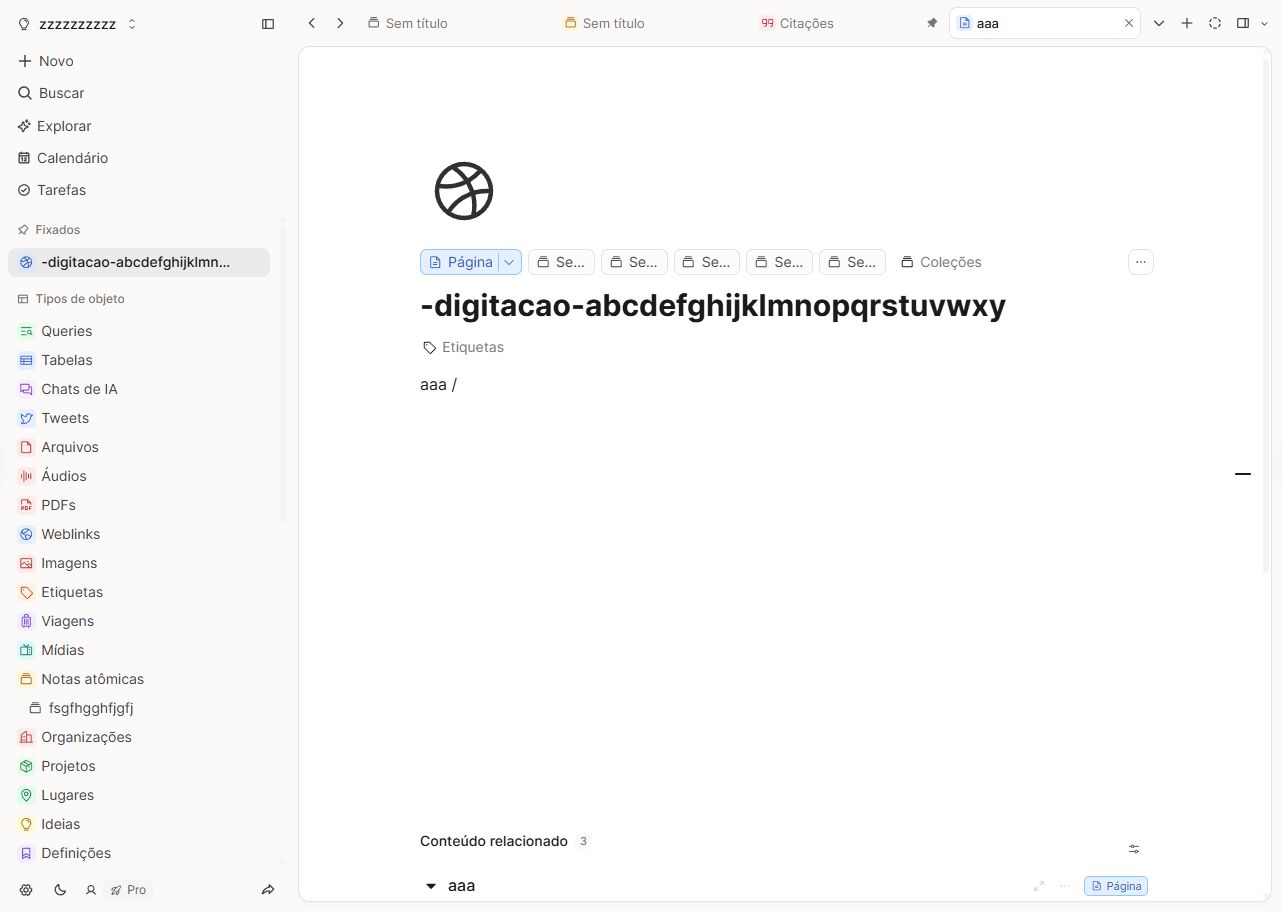 zzzzzzzzzz
Sem título
Sem título
Citações
aaa
Novo
Buscar
Explorar
Calendário
Tarefas
Fixados
-digitacao-abcdefghijklmn...
Tipos de objeto
Queries
Tabelas
Chats de IA
Tweets
Arquivos
Áudios
PDFs
Weblinks
Imagens
Etiquetas
Viagens
Mídias
Notas atômicas
fsgfhgghfjgfj
Organizações
Projetos
Lugares
Ideias
Definições
Pro
Página Se... Se... Se... Se... Se... Coleções
-digitacao-abcdefghijklmnopqrstuvwxy
Etiquetas
aaa /
Conteúdo relacionado 3
aaa
Página